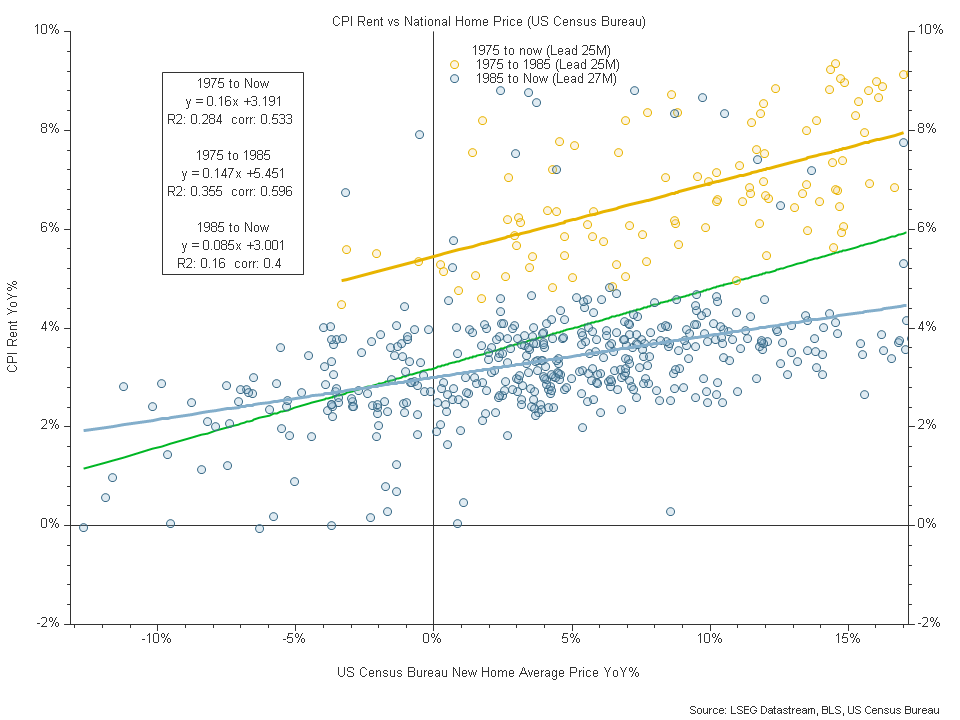 CPI Rent vs National Home Price (US Census Bureau)
1975 to now (Lead 25M)
1975 to 1985 (Lead 25M)
1985 to Now (Lead 27M)
1975 to Now
y = 0.16x +3.191
R2: 0.284 corr: 0.533
1975 to 1985
y = 0.147x +5.451
R2: 0.355 corr: 0.596
1985 to Now
y = 0.085x +3.001
R2: 0.16 corr: 0.4
CPI Rent YoY%
10%
8%
6%
4%
2%
0%
-2%
10%
8%
6%
4%
2%
0%
-2%
-10%
-5%
0%
5%
10%
15%
US Census Bureau New Home Average Price YoY%
Source: LSEG Datastream, BLS, US Census Bureau